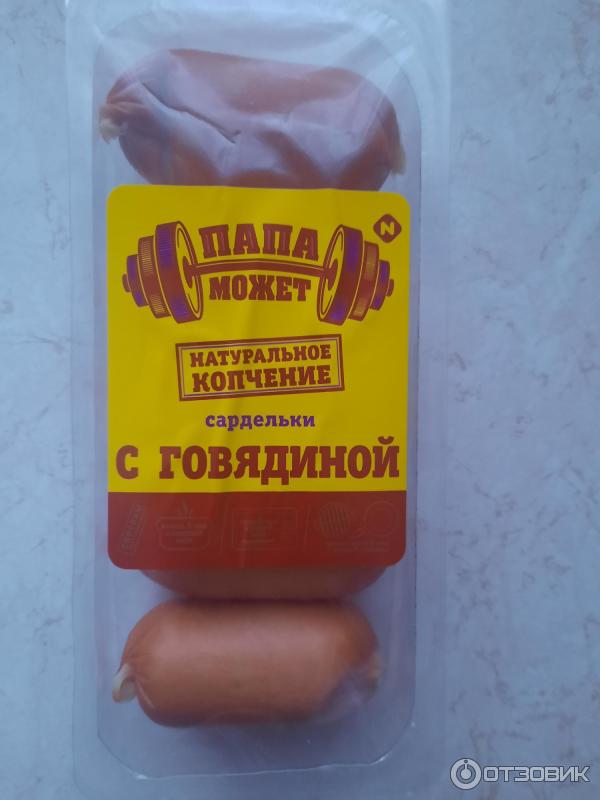 ПАПА
МОЖЕТ
N
НАТУРАЛЬНОЕ
КОПЧЕНИЕ
сардельки
С ГОВЯДИНОЙ
ОТЗОВИК